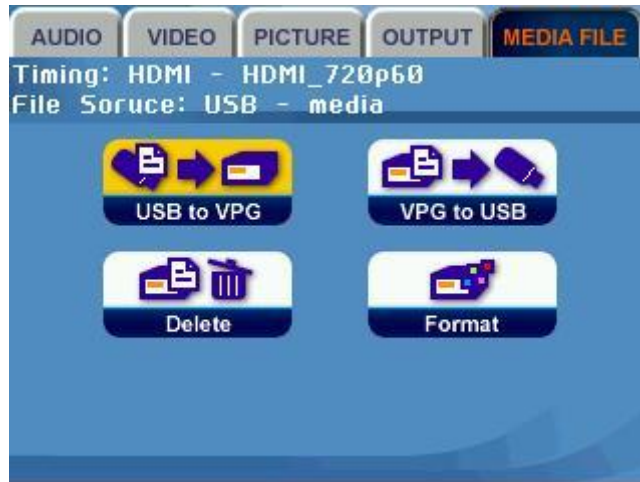 AUDIO VIDEO PICTURE OUTPUT MEDIA FILE
Timing: HDMI - HDMI_720p60
File Soruce: USB - media
USB to VPG VPG to USB
Delete Format